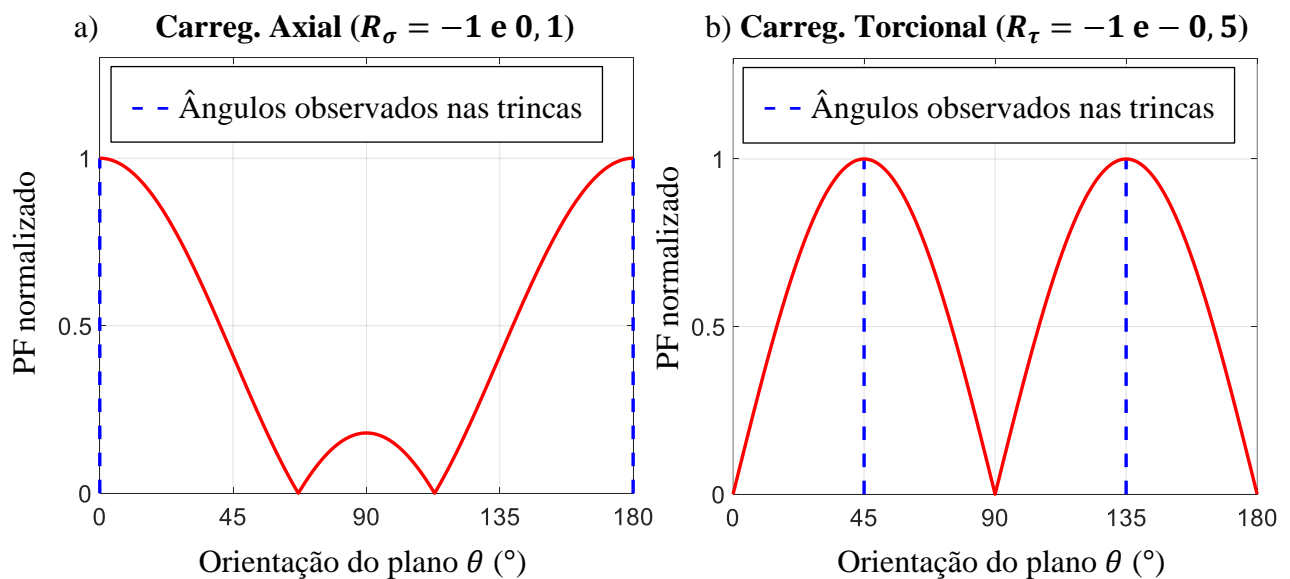 a) Carreg. Axial (R_σ = −1 e 0, 1)
Ângulos observados nas trincas
PF normalizado
1
0.5
0
0 45 90 135 180
Orientação do plano θ (°)
b) Carreg. Torcional (R_τ = −1 e − 0, 5)
Ângulos observados nas trincas
PF normalizado
1
0.5
0
0 45 90 135 180
Orientação do plano θ (°)